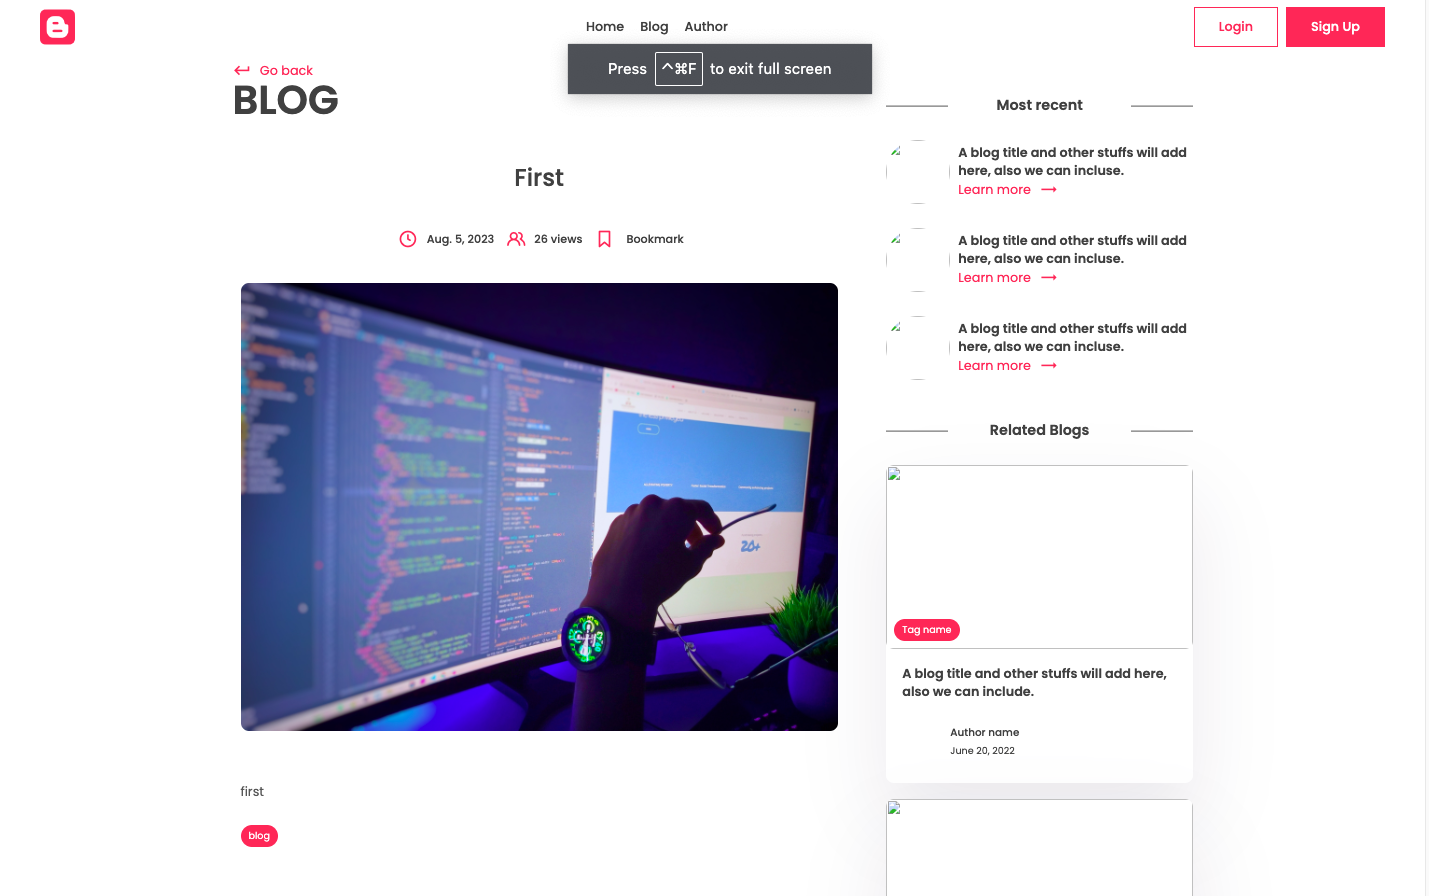 Home Blog Author
Login Sign Up
Press ^⌘F to exit full screen
Go back
BLOG
First
Aug. 5, 2023 26 views Bookmark
20+
first
blog
Most recent
A blog title and other stuffs will add
here, also we can incluse.
Learn more
A blog title and other stuffs will add
here, also we can incluse.
Learn more
A blog title and other stuffs will add
here, also we can incluse.
Learn more
Related Blogs
Tag name
A blog title and other stuffs will add here,
also we can include.
Author name
June 20, 2022